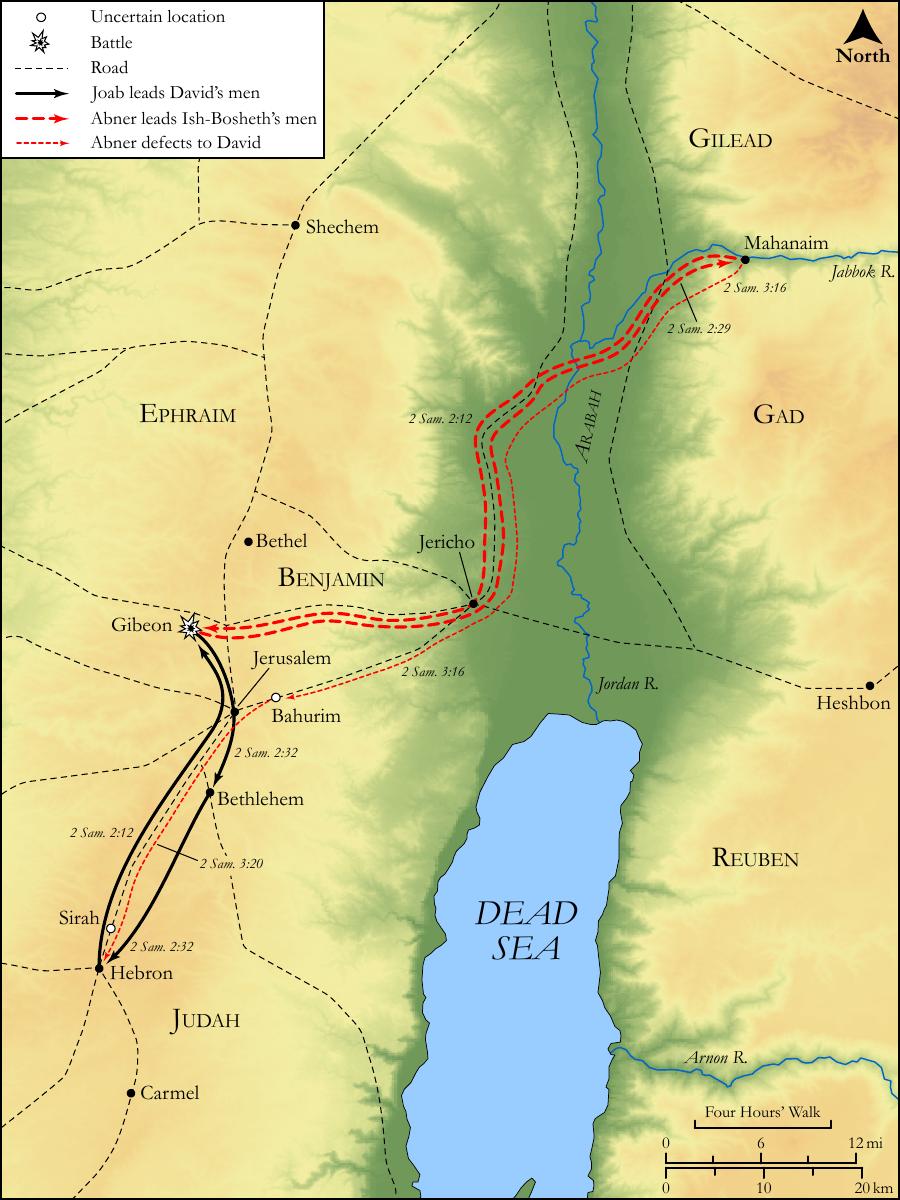 Uncertain location
Battle
Road
Joab leads David's men
Abner leads Ish-Bosheth's men
Abner defects to David
North
GILEAD
Shechem
Mahanaim
Jabbok R.
2 Sam. 3:16
2 Sam. 2:29
EPHRAIM
2 Sam. 2:12
ARABAH
GAD
Bethel
Jericho
BENJAMIN
Gibeon
Jerusalem
2 Sam. 3:16
Jordan R.
Bahurim
Heshbon
2 Sam. 2:32
Bethlehem
2 Sam. 2:12
2 Sam. 3:20
REUBEN
Sirah
DEAD
SEA
2 Sam. 2:32
Hebron
JUDAH
Arnon R.
Carmel
Four Hours' Walk
0 6 12 mi
0 10 20 km